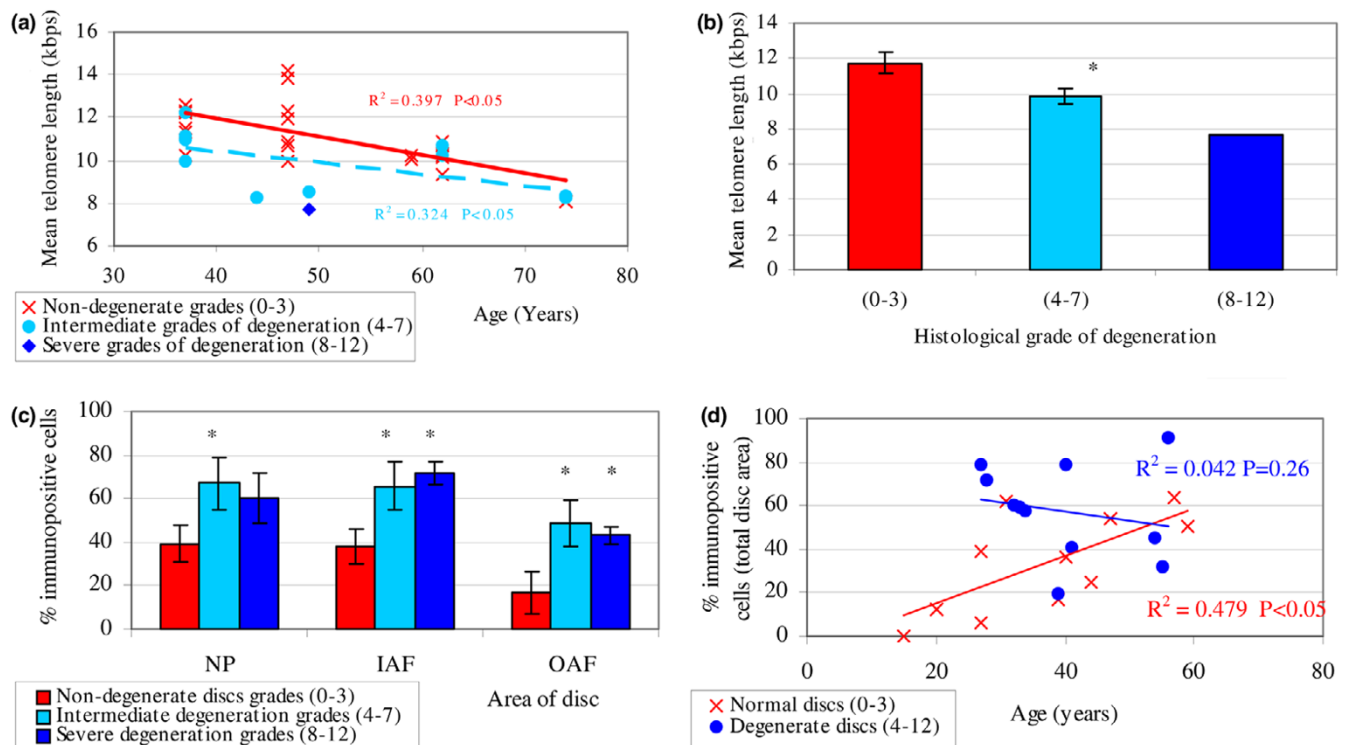 (a)
Mean telomere length (kbps)
16
14
12
10
8
6
R² = 0.397 P<0.05
R² = 0.324 P<0.05
30 40 50 60 70 80
Age (Years)
Non-degenerate grades (0-3)
Intermediate grades of degeneration (4-7)
Severe grades of degeneration (8-12)
(b)
Mean telomere length (kbps)
14
12
10
8
6
4
2
0
*
(0-3) (4-7) (8-12)
Histological grade of degeneration
(c)
% immunopositive cells
100
80
60
40
20
0
* * * * *
NP IAF OAF
Area of disc
Non-degenerate discs grades (0-3)
Intermediate degeneration grades (4-7)
Severe degeneration grades (8-12)
(d)
% immunopositive
cells (total disc area)
100
80
60
40
20
0
R² = 0.042 P=0.26
R² = 0.479 P<0.05
0 20 40 60 80
Age (years)
Normal discs (0-3)
Degenerate discs (4-12)